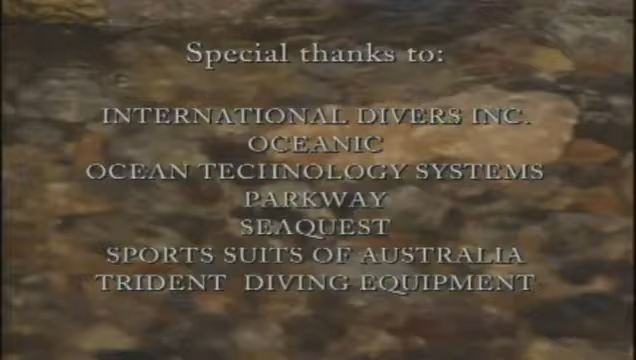 Special thanks to:
INTERNATIONAL DIVERS INC.
OCEANIC
OCEAN TECHNOLOGY SYSTEMS
PARKWAY
SEAQUEST
SPORTS SUITS OF AUSTRALIA
TRIDENT DIVING EQUIPMENT